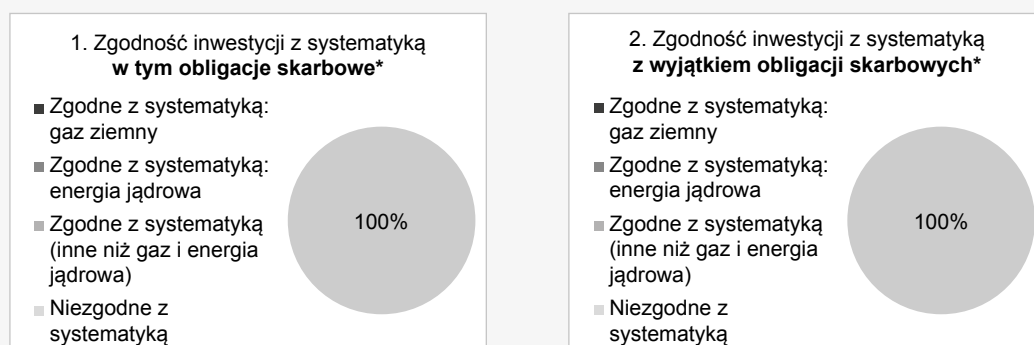 1. Zgodność inwestycji z systematyką
w tym obligacje skarbowe*
Zgodne z systematyką:
gaz ziemny
Zgodne z systematyką:
energia jądrowa
Zgodne z systematyką
(inne niż gaz i energia
jądrowa)
Niezgodne z
systematyką
100%
2. Zgodność inwestycji z systematyką
z wyjątkiem obligacji skarbowych*
Zgodne z systematyką:
gaz ziemny
Zgodne z systematyką:
energia jądrowa
Zgodne z systematyką
(inne niż gaz i energia
jądrowa)
Niezgodne z
systematyką
100%